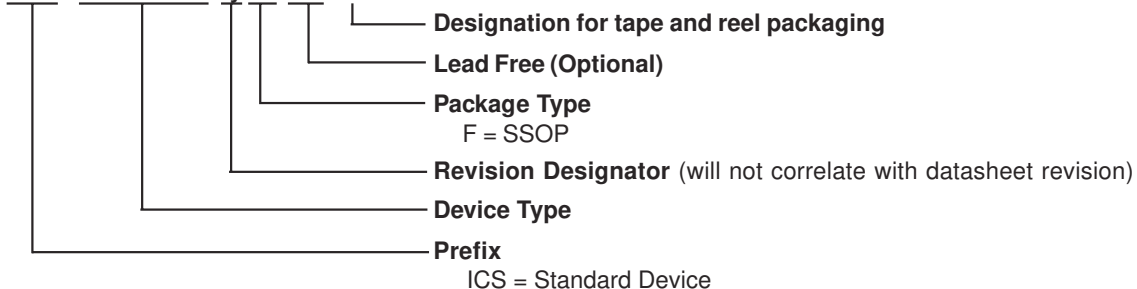 Designation for tape and reel packaging
Lead Free (Optional)
Package Type
F = SSOP
Revision Designator (will not correlate with datasheet revision)
Device Type
Prefix
ICS = Standard Device